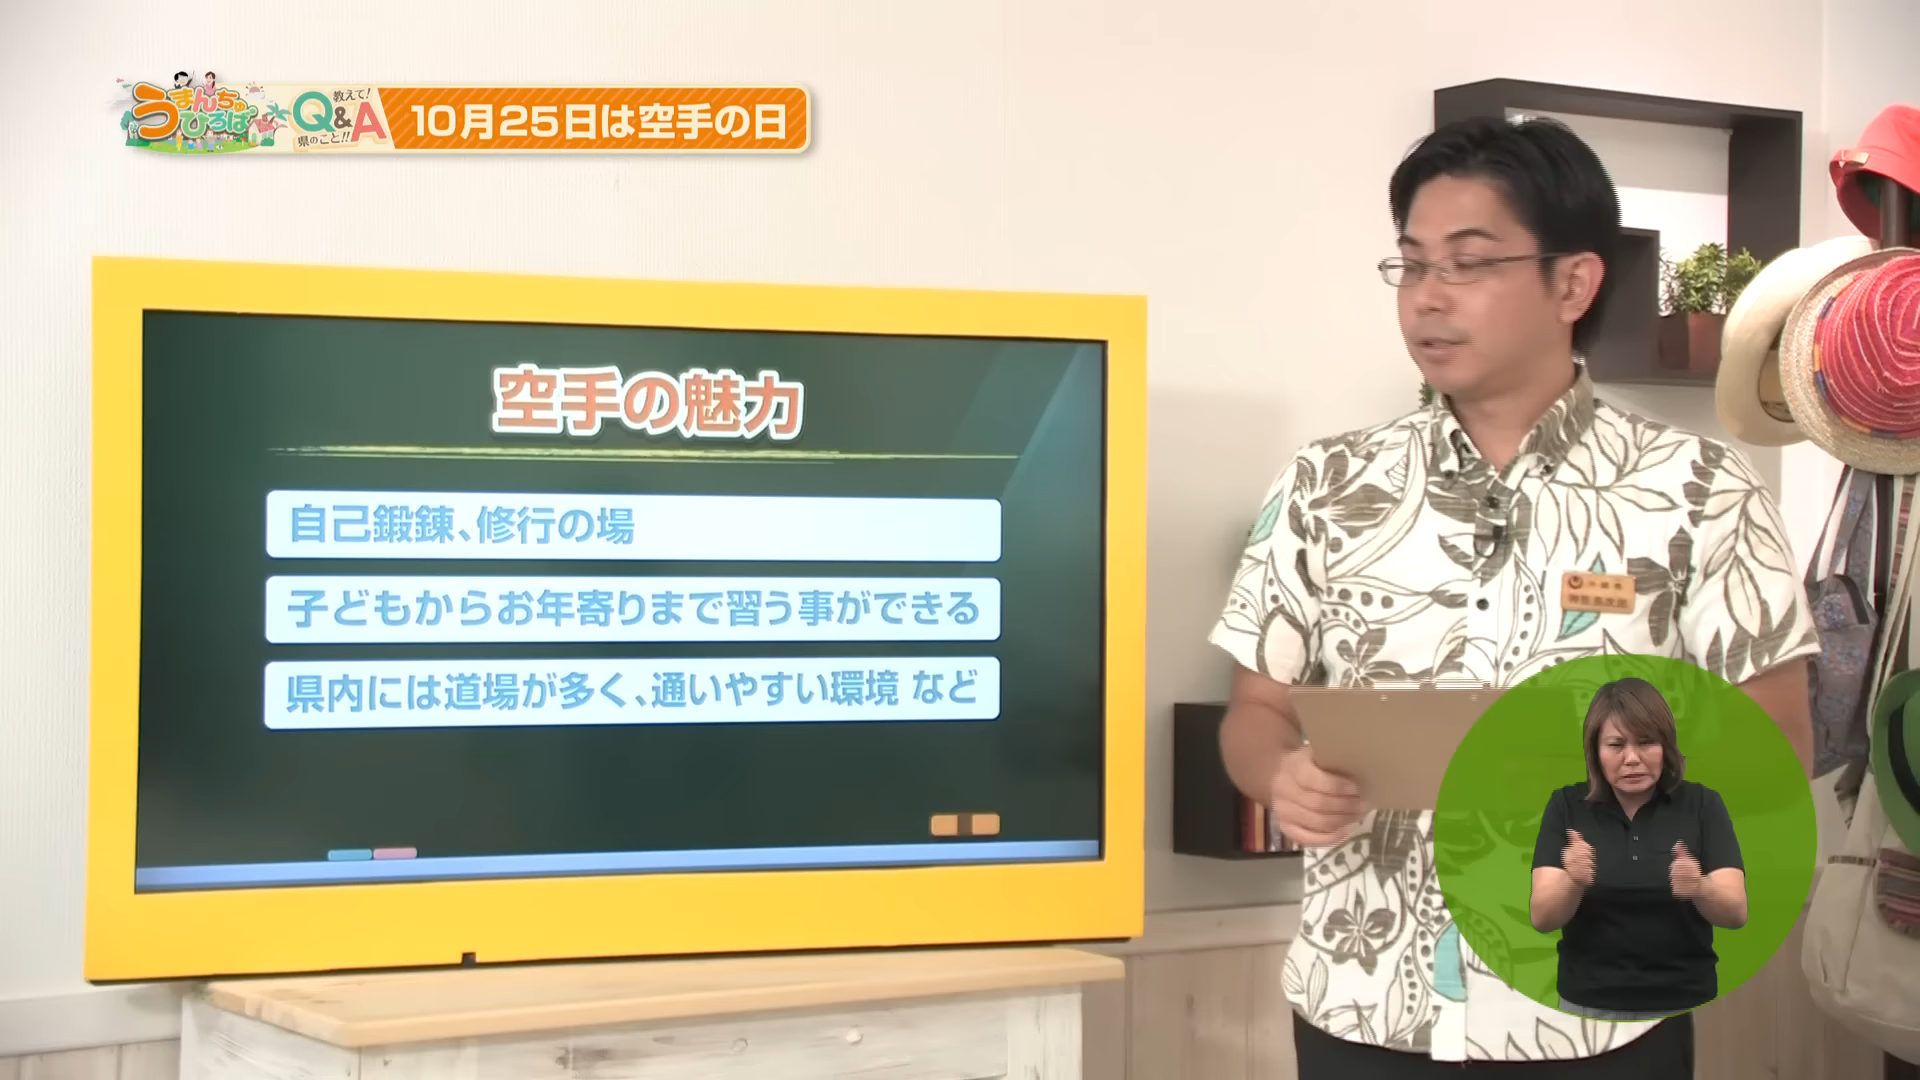 うまんちゅひろば
教えて!
Q&A
県のこと!!
10月25日は空手の日
空手の魅力
自己鍛錬、修行の場
子どもからお年寄りまで習う事ができる
県内には道場が多く、通いやすい環境 など
沖縄県